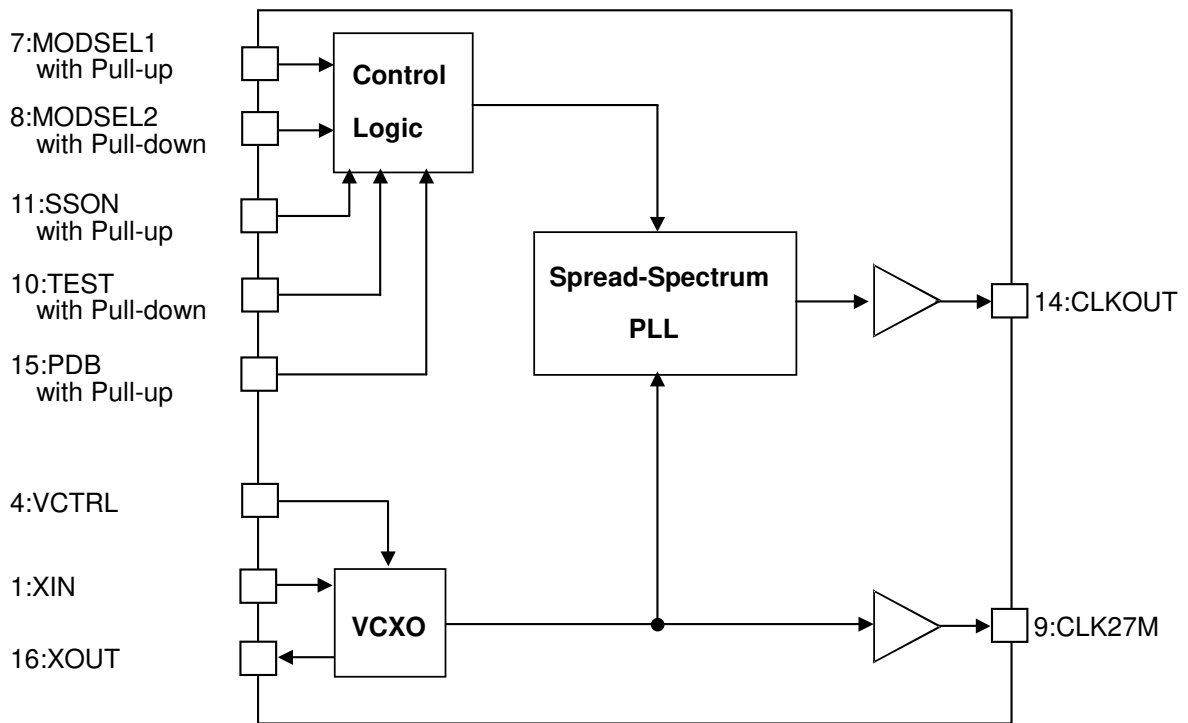 7:MODSEL1
with Pull-up
8:MODSEL2
with Pull-down
11:SSON
with Pull-up
10:TEST
with Pull-down
15:PDB
with Pull-up
4:VCTRL
1:XIN
16:XOUT
Control
Logic
Spread-Spectrum
PLL
VCXO
14:CLKOUT
9:CLK27M